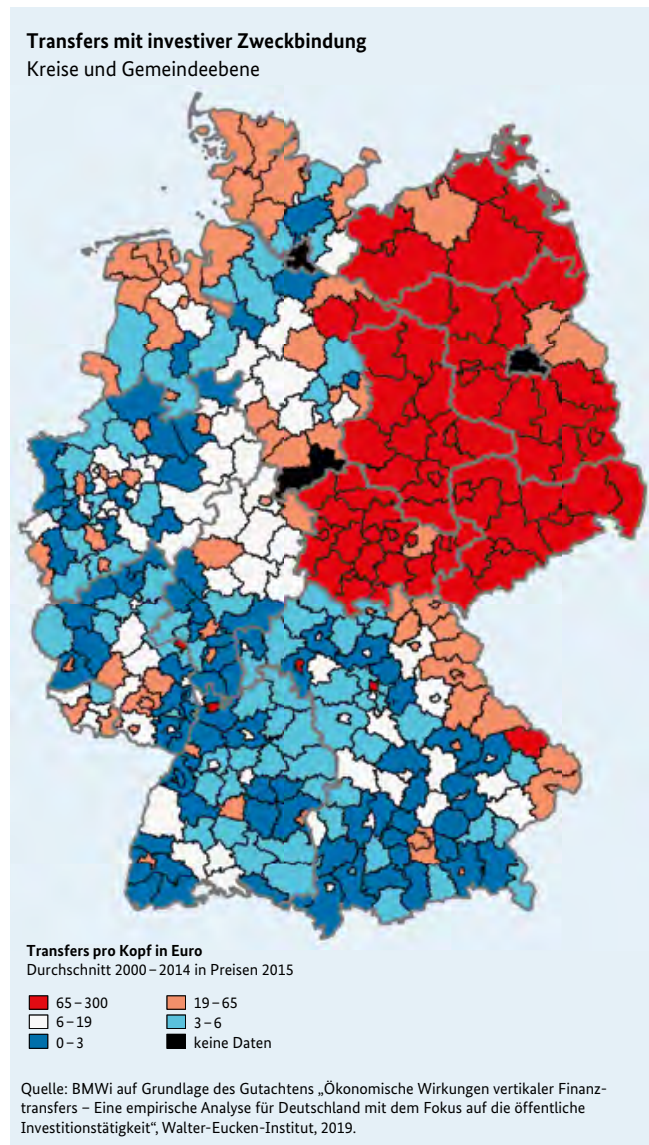 Transfers mit investiver Zweckbindung
Kreise und Gemeindeebene
Transfers pro Kopf in Euro
Durchschnitt 2000 – 2014 in Preisen 2015
65 – 300
19 – 65
6 – 19
3 – 6
0 – 3
keine Daten
Quelle: BMWi auf Grundlage des Gutachtens „Ökonomische Wirkungen vertikaler Finanz-
transfers – Eine empirische Analyse für Deutschland mit dem Fokus auf die öffentliche
Investitionstätigkeit“, Walter-Eucken-Institut, 2019.